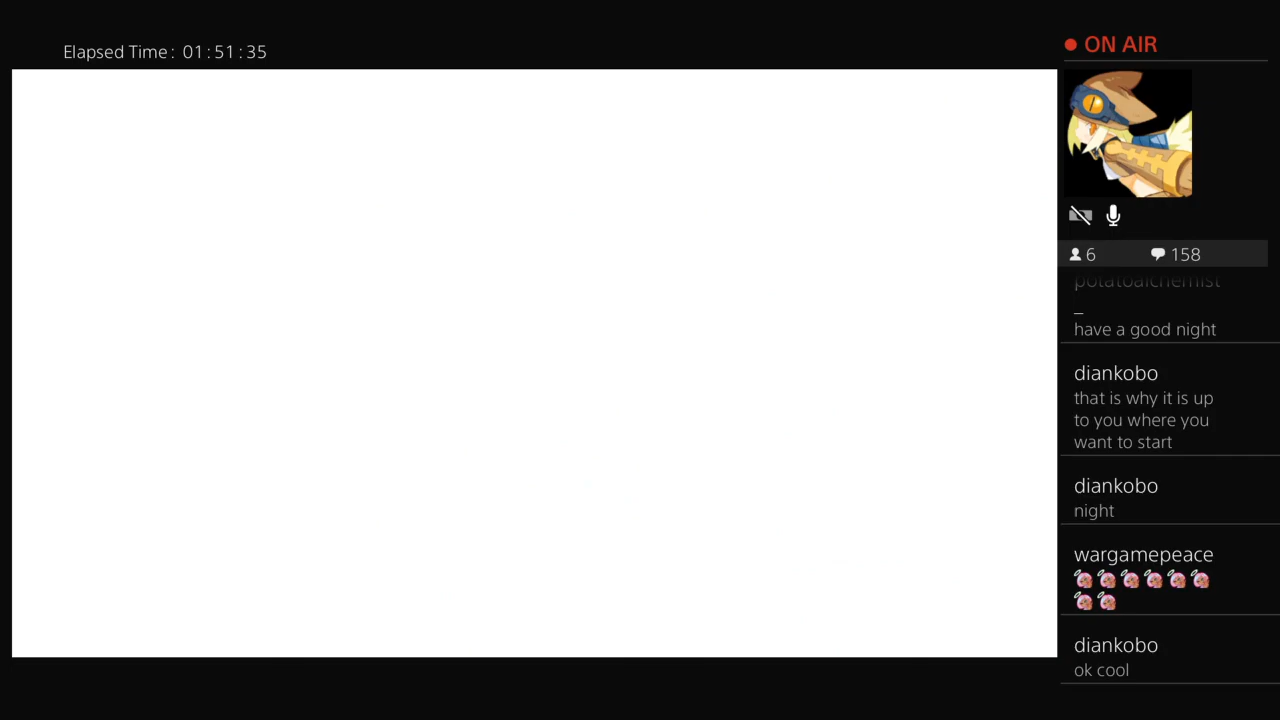 Elapsed Time: 01:51:35
ON AIR
6 158
potatoalchemist
_
have a good night
diankobo
that is why it is up
to you where you
want to start
diankobo
night
wargamepeace
diankobo
ok cool